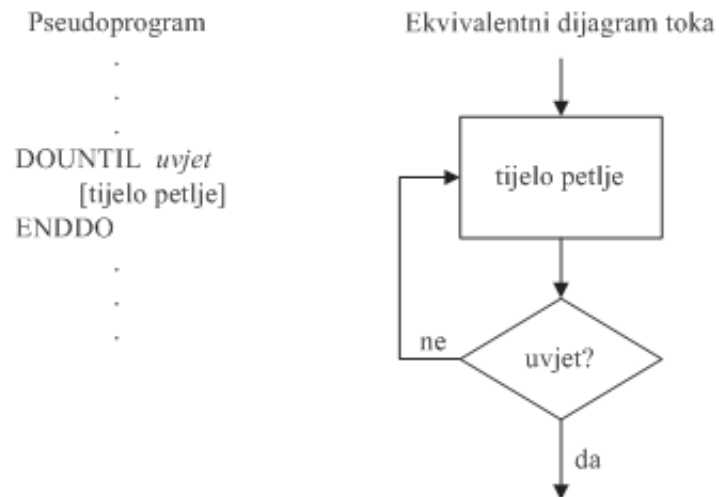 Pseudoprogram
.
.
.
DOUNTIL uvjet
[tijelo petlje]
ENDDO
.
.
.
Ekvivalentni dijagram toka
tijelo petlje
ne
uvjet?
da